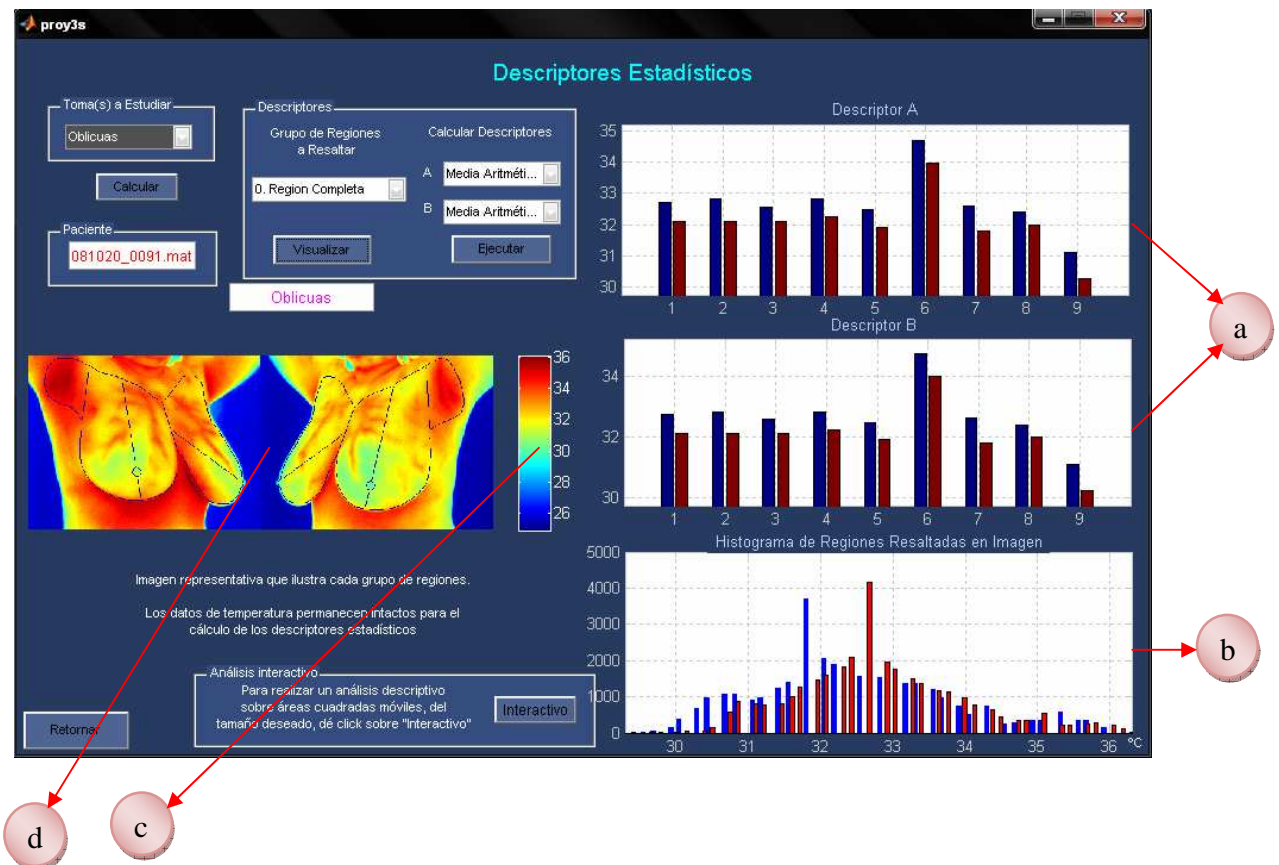 proy3s
Descriptores Estadísticos
Toma(s) a Estudiar
Oblicuas
Calcular
Paciente
081020_0091.mat
Descriptores
Grupo de Regiones
a Resaltar
0. Region Completa
Visualizar
Calcular Descriptores
A Media Aritméti...
B Media Aritméti...
Ejecutar
Oblicuas
36
34
32
30
28
26
Imagen representativa que ilustra cada grupo de regiones.
Los datos de temperatura permanecen intactos para el
cálculo de los descriptores estadísticos
Análisis interactivo
Para realizar un análisis descriptivo
sobre áreas cuadradas móviles, del
tamaño deseado, dé click sobre "Interactivo"
Interactivo
Retornar
Descriptor A
35
34
33
32
31
30
1 2 3 4 5 6 7 8 9
Descriptor B
34
32
30
1 2 3 4 5 6 7 8 9
Histograma de Regiones Resaltadas en Imagen
5000
4000
3000
2000
1000
0
30 31 32 33 34 35 36 °C
a
b
c
d